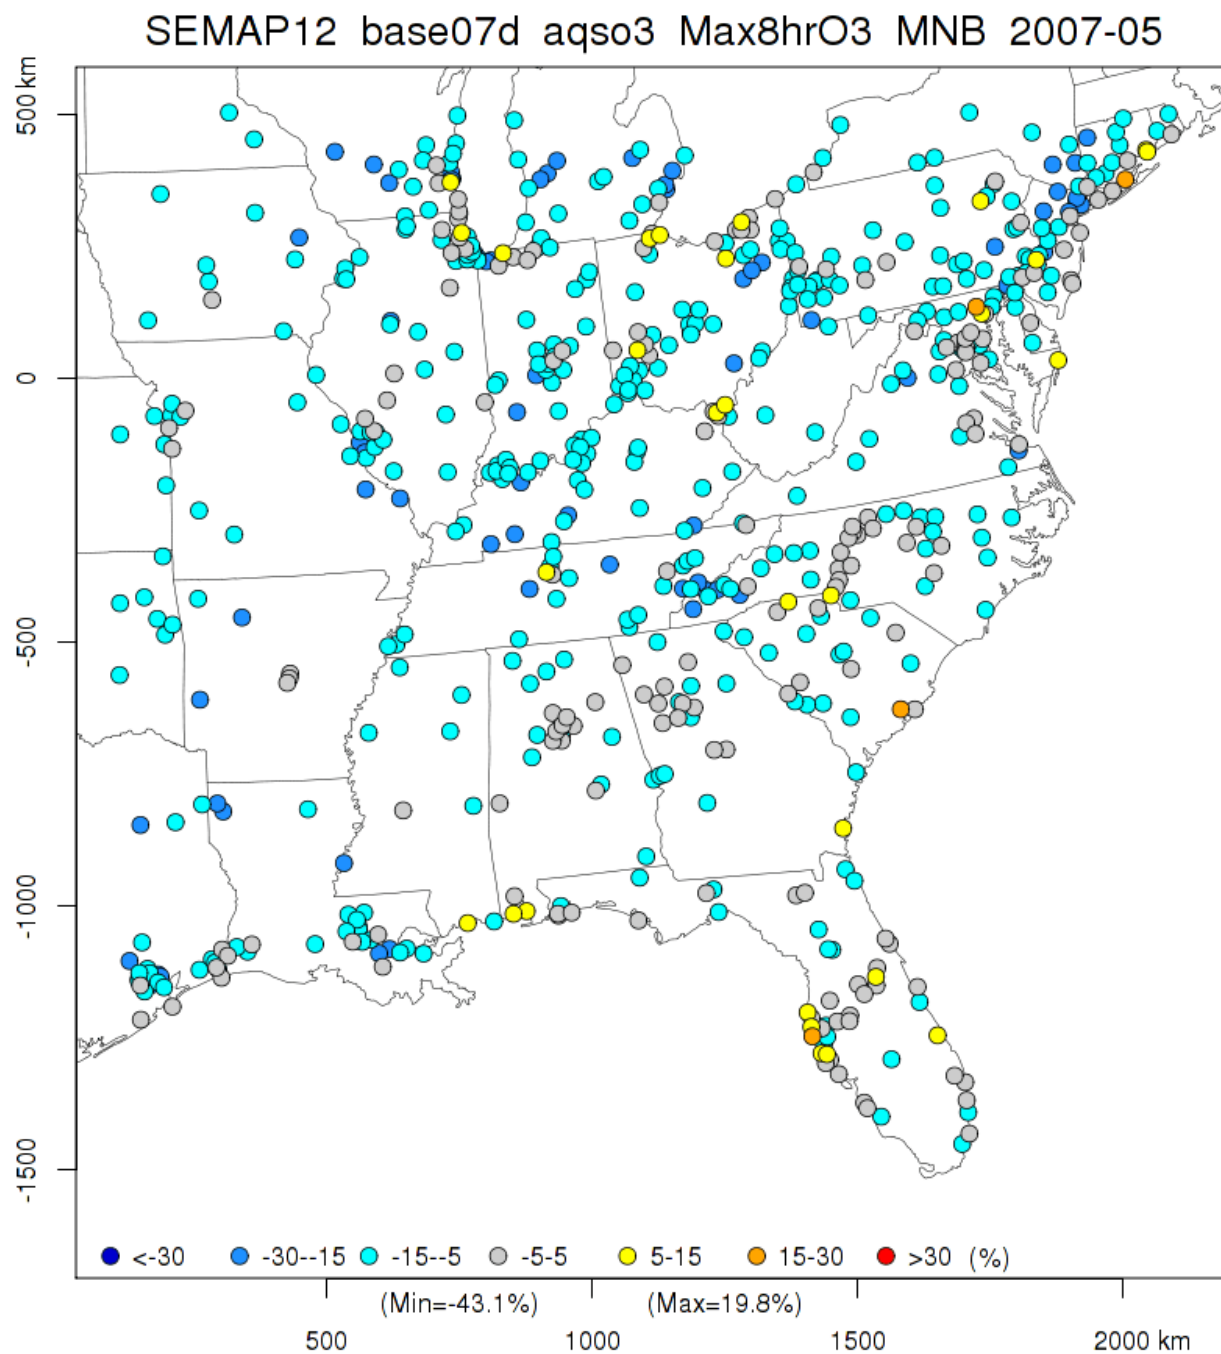 SEMAP12 base07d aqso3 Max8hrO3 MNB 2007-05
500 km
0
-500
-1000
-1500
<-30 -30--15 -15--5 -5-5 5-15 15-30 >30 (%)
(Min=-43.1%) (Max=19.8%)
500 1000 1500 2000 km